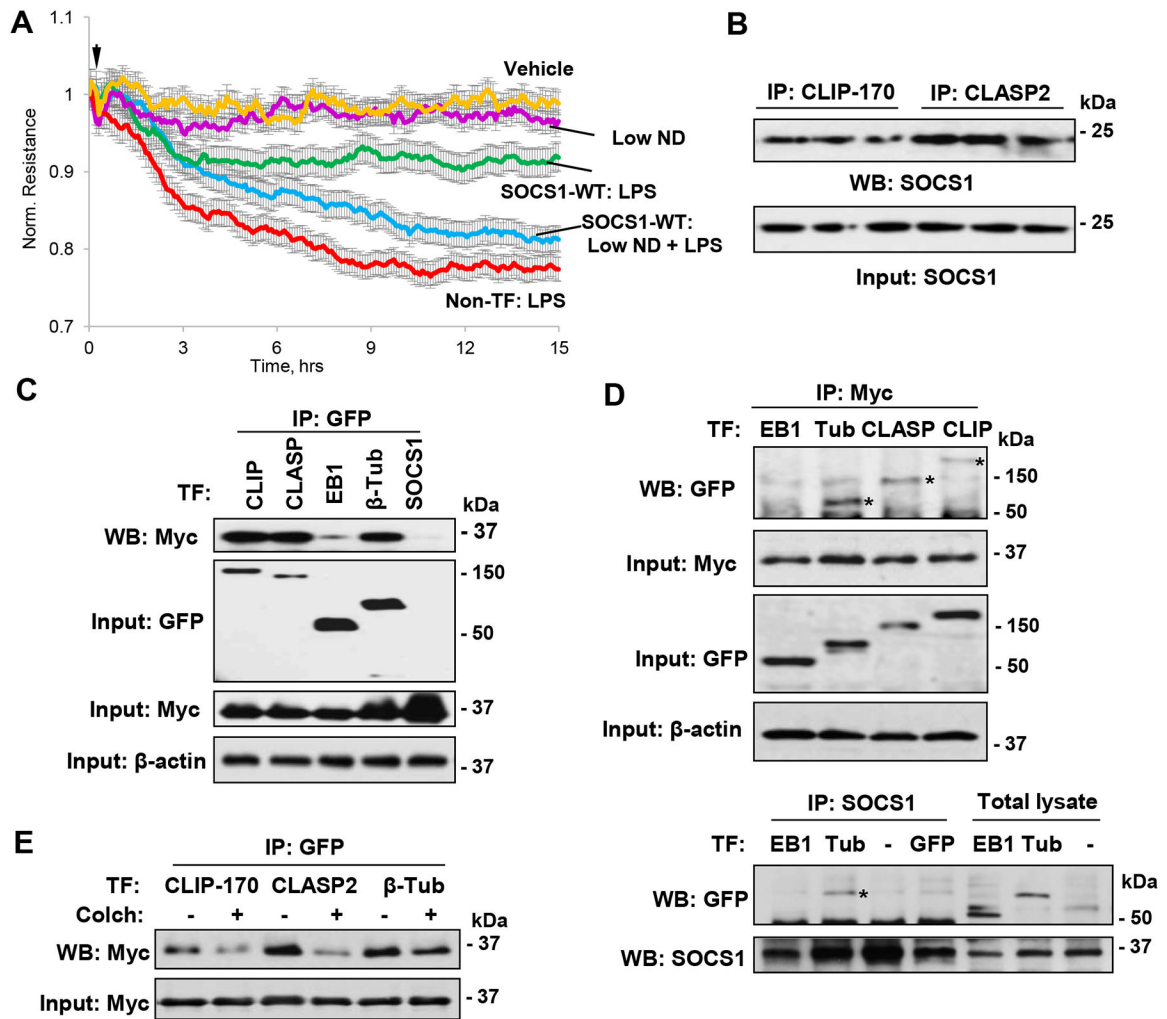 A
1.1
1
0.9
0.8
0.7
Norm. Resistance
0
3
6
9
12
15
Time, hrs
Vehicle
Low ND
SOCS1-WT: LPS
SOCS1-WT:
Low ND + LPS
Non-TF: LPS
B
IP: CLIP-170 IP: CLASP2 kDa
- 25
WB: SOCS1
- 25
Input: SOCS1
C
IP: GFP
TF: CLIP CLASP EB1 β-Tub SOCS1 kDa
WB: Myc - 37
Input: GFP - 150
- 50
Input: Myc - 37
Input: β-actin - 37
D
IP: Myc
TF: EB1 Tub CLASP CLIP kDa
WB: GFP * * * - 150
- 50
Input: Myc - 37
Input: GFP - 150
- 50
Input: β-actin - 37
IP: SOCS1 Total lysate
TF: EB1 Tub - GFP EB1 Tub -
kDa
WB: GFP * - 50
WB: SOCS1 - 37
E
IP: GFP
TF: CLIP-170 CLASP2 β-Tub
Colch: - + - + - + kDa
WB: Myc - 37
Input: Myc - 37